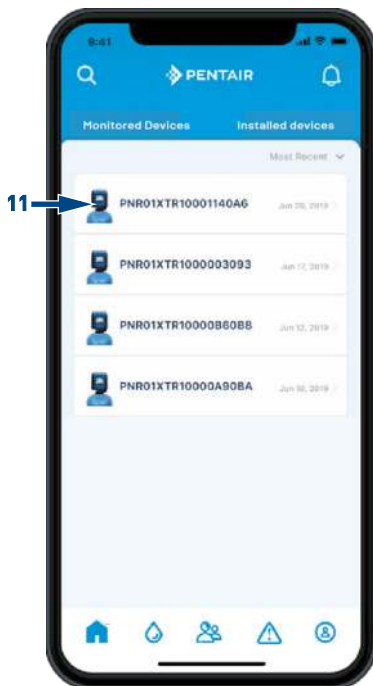 9:41
PENTAIR
Monitored Devices Installed devices
Most Recent
11
PNR01XTR10001140A6 Jun 20, 2019
PNR01XTR1000003093 Jun 17, 2019
PNR01XTR10000B60B8 Jun 12, 2019
PNR01XTR10000A90BA Jun 10, 2019